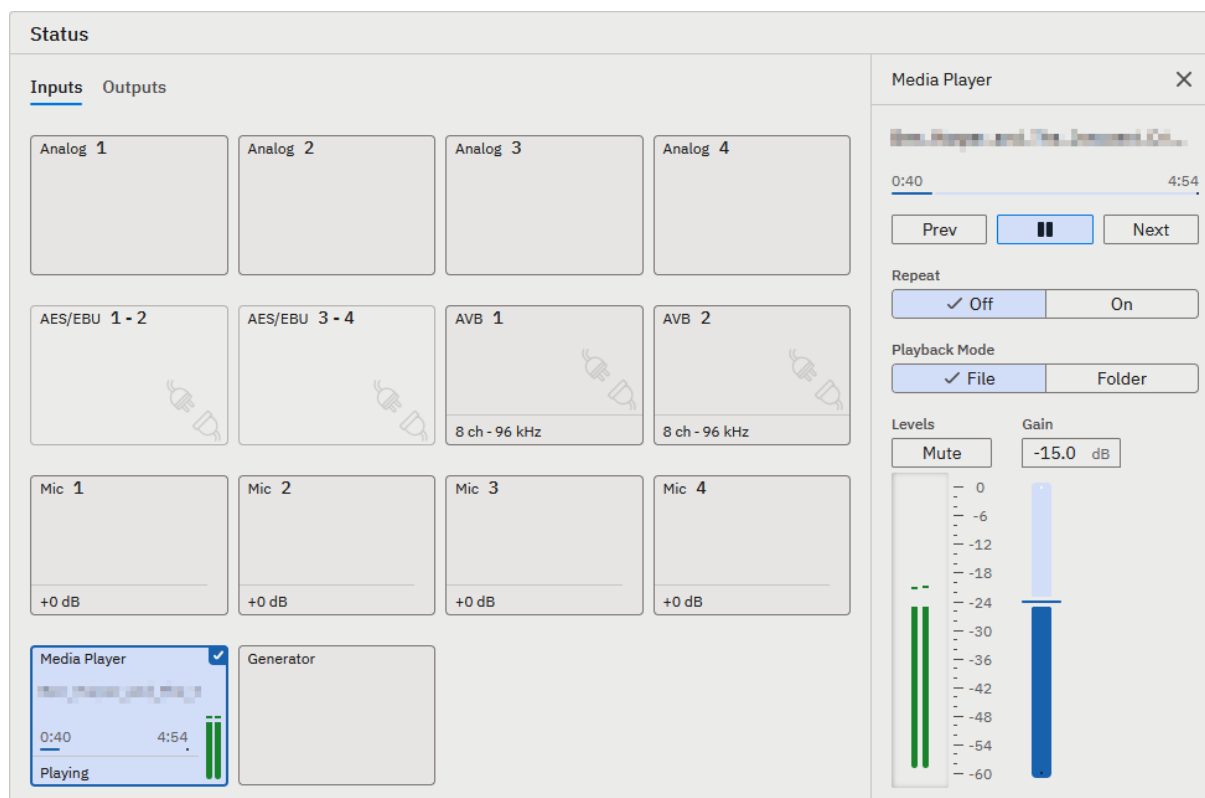 Status
Inputs Outputs
Analog 1
Analog 2
Analog 3
Analog 4
AES/EBU 1 - 2
AES/EBU 3 - 4
AVB 1
8 ch - 96 kHz
AVB 2
8 ch - 96 kHz
Mic 1
+0 dB
Mic 2
+0 dB
Mic 3
+0 dB
Mic 4
+0 dB
Media Player
0:40 4:54
Playing
Generator
Media Player
0:40 4:54
Prev Next
Repeat
Off On
Playback Mode
File Folder
Levels Gain
Mute -15.0 dB
0
-6
-12
-18
-24
-30
-36
-42
-48
-54
-60